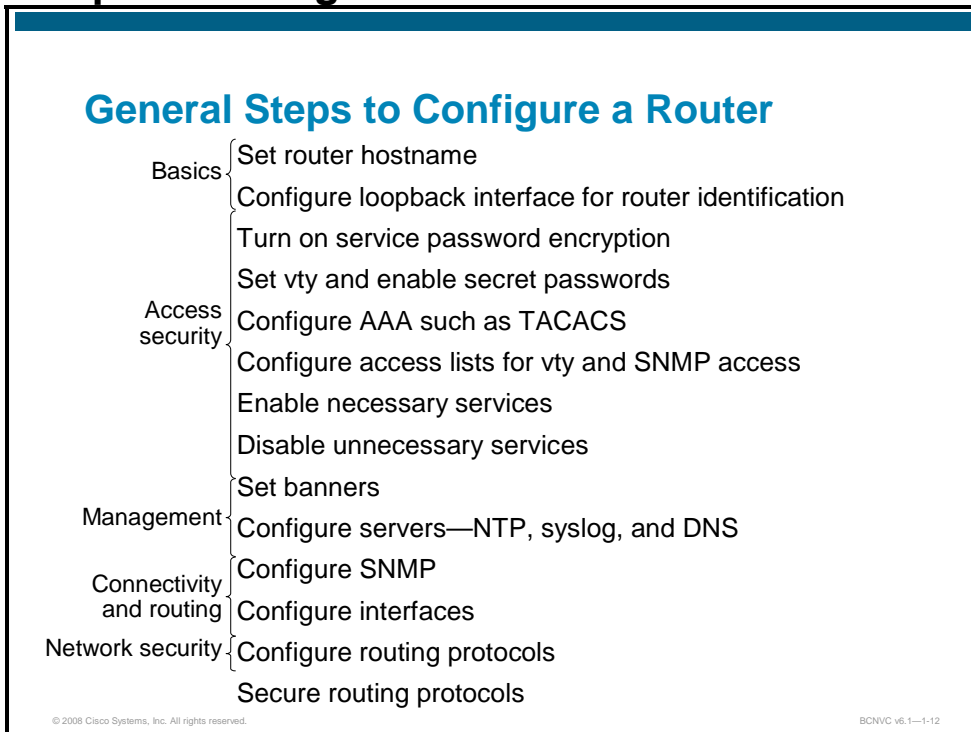 General Steps to Configure a Router
Basics
Set router hostname
Configure loopback interface for router identification
Access
security
Turn on service password encryption
Set vty and enable secret passwords
Configure AAA such as TACACS
Configure access lists for vty and SNMP access
Enable necessary services
Disable unnecessary services
Management
Set banners
Configure servers—NTP, syslog, and DNS
Connectivity
and routing
Configure SNMP
Configure interfaces
Network security
Configure routing protocols
Secure routing protocols
© 2008 Cisco Systems, Inc. All rights reserved.
BCNVC v6.1—1-12